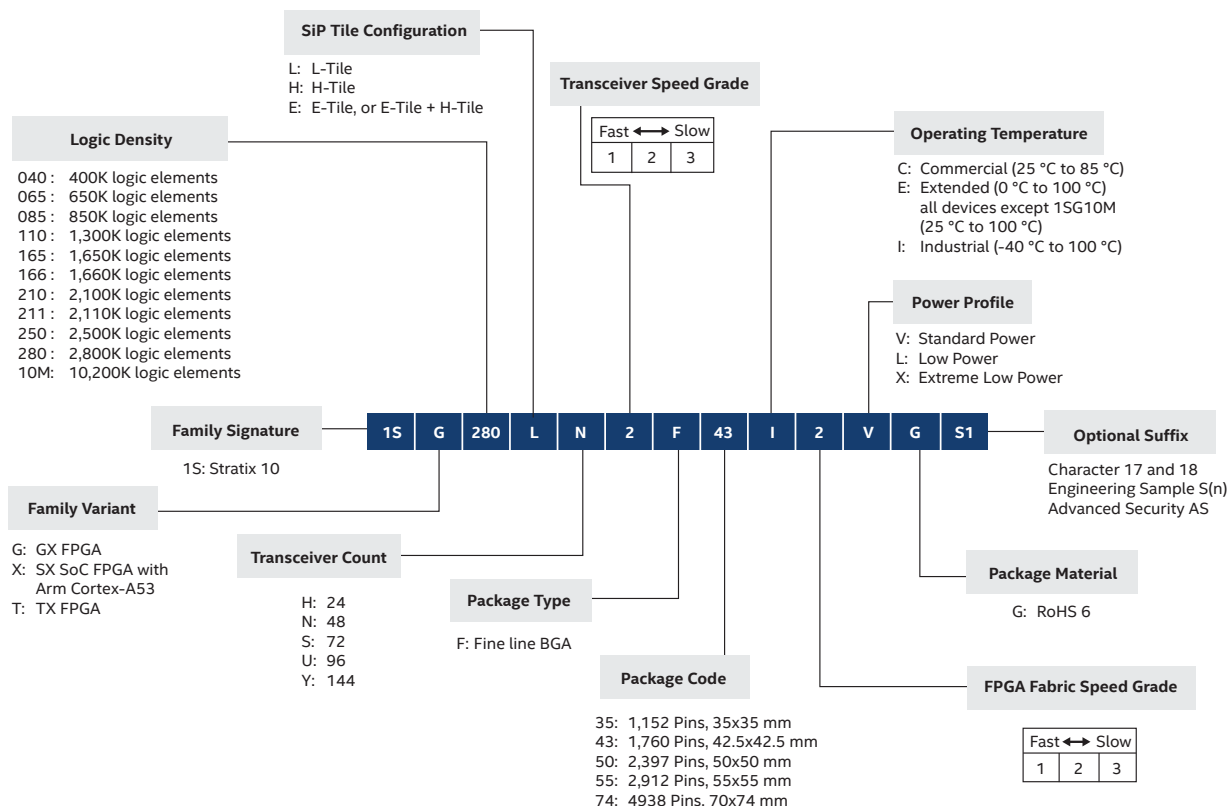 SiP Tile Configuration
L: L-Tile
H: H-Tile
E: E-Tile, or E-Tile + H-Tile
Transceiver Speed Grade
Fast ⟷ Slow
1 2 3
Logic Density
040 : 400K logic elements
065 : 650K logic elements
085 : 850K logic elements
110 : 1,300K logic elements
165 : 1,650K logic elements
166 : 1,660K logic elements
210 : 2,100K logic elements
211 : 2,110K logic elements
250 : 2,500K logic elements
280 : 2,800K logic elements
10M: 10,200K logic elements
Operating Temperature
C: Commercial (25 °C to 85 °C)
E: Extended (0 °C to 100 °C)
all devices except 1SG10M
(25 °C to 100 °C)
I: Industrial (-40 °C to 100 °C)
Power Profile
V: Standard Power
L: Low Power
X: Extreme Low Power
Family Signature
1S: Stratix 10
1S G 280 L N 2 F 43 I 2 V G S1
Optional Suffix
Character 17 and 18
Engineering Sample S(n)
Advanced Security AS
Family Variant
G: GX FPGA
X: SX SoC FPGA with
Arm Cortex-A53
T: TX FPGA
Transceiver Count
H: 24
N: 48
S: 72
U: 96
Y: 144
Package Type
F: Fine line BGA
Package Code
35: 1,152 Pins, 35x35 mm
43: 1,760 Pins, 42.5x42.5 mm
50: 2,397 Pins, 50x50 mm
55: 2,912 Pins, 55x55 mm
74: 4938 Pins, 70x74 mm
Package Material
G: RoHS 6
FPGA Fabric Speed Grade
Fast ⟷ Slow
1 2 3